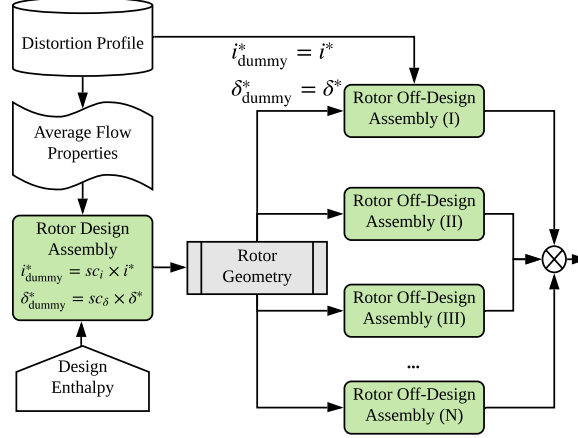 Distortion Profile
i*dummy = i*
δ*dummy = δ*
Rotor Off-Design
Assembly (I)
Average Flow
Properties
Rotor Design
Assembly
i*dummy = sci × i*
δ*dummy = scδ × δ*
Rotor
Geometry
Rotor Off-Design
Assembly (II)
Rotor Off-Design
Assembly (III)
...
Rotor Off-Design
Assembly (N)
Design
Enthalpy